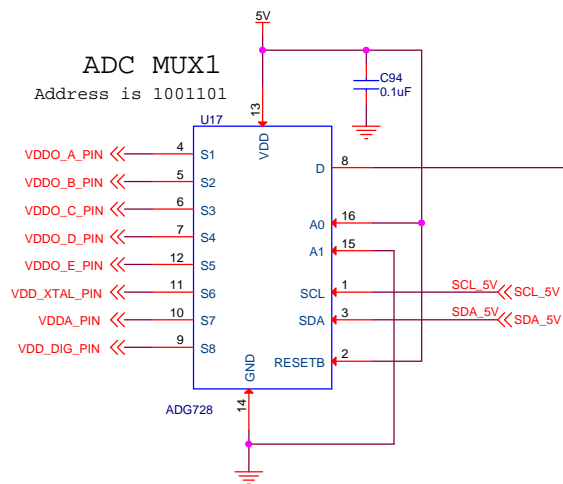 5V
ADC MUX1
Address is 1001101
C94
0.1uF
U17
13
VDD
VDDO_A_PIN 4 S1
D 8
VDDO_B_PIN 5 S2
VDDO_C_PIN 6 S3
A0 16
VDDO_D_PIN 7 S4
A1 15
VDDO_E_PIN 12 S5
VDD_XTAL_PIN 11 S6
SCL 1 SCL_5V SCL_5V
VDDA_PIN 10 S7
SDA 3 SDA_5V SDA_5V
VDD_DIG_PIN 9 S8
RESETB 2
GND
14
ADG728